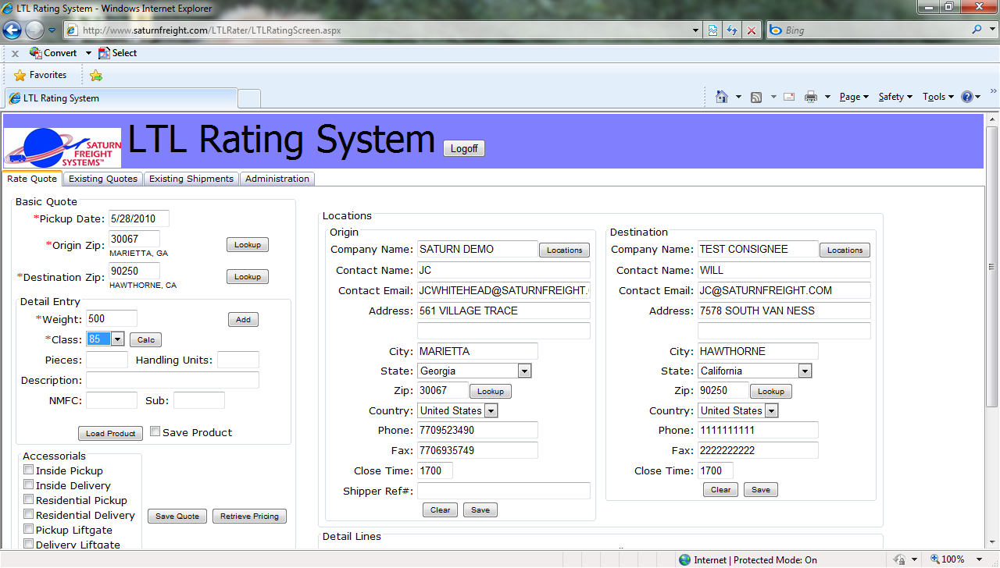 LTL Rating System - Windows Internet Explorer
http://www.saturnfreight.com/LTLRater/LTLRatingScreen.aspx
Bing
x Convert Select
Favorites
LTL Rating System
Page Safety Tools
SATURN FREIGHT SYSTEMS™
LTL Rating System Logoff
Rate Quote Existing Quotes Existing Shipments Administration
Basic Quote
*Pickup Date: 5/28/2010
*Origin Zip: 30067 Lookup
MARIETTA, GA
*Destination Zip: 90250 Lookup
HAWTHORNE, CA
Detail Entry
*Weight: 500 Add
*Class: 85 Calc
Pieces: Handling Units:
Description:
NMFC: Sub:
Load Product Save Product
Accessorials
Inside Pickup
Inside Delivery
Residential Pickup
Residential Delivery
Pickup Liftgate
Delivery Liftgate
Save Quote Retrieve Pricing
Locations
Origin
Company Name: SATURN DEMO Locations
Contact Name: JC
Contact Email: JCWHITEHEAD@SATURNFREIGHT.
Address: 561 VILLAGE TRACE
City: MARIETTA
State: Georgia
Zip: 30067 Lookup
Country: United States
Phone: 7709523490
Fax: 7706935749
Close Time: 1700
Shipper Ref#:
Clear Save
Destination
Company Name: TEST CONSIGNEE Locations
Contact Name: WILL
Contact Email: JC@SATURNFREIGHT.COM
Address: 7578 SOUTH VAN NESS
City: HAWTHORNE
State: California
Zip: 90250 Lookup
Country: United States
Phone: 1111111111
Fax: 2222222222
Close Time: 1700
Clear Save
Detail Lines
Internet | Protected Mode: On
100%